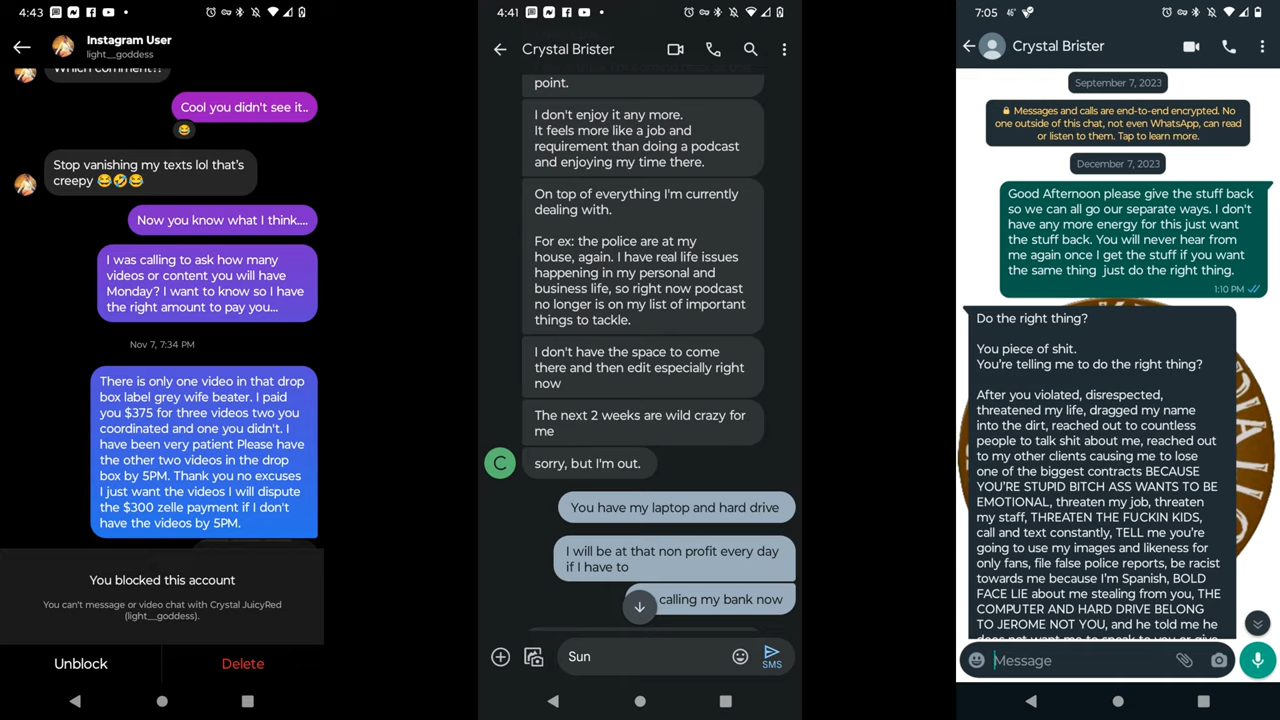 4:43
Instagram User
light__goddess
Which comment??
Cool you didn't see it..
Stop vanishing my texts lol that's
creepy 😂🤣😂
Now you know what I think....
I was calling to ask how many
videos or content you will have
Monday? I want to know so I have
the right amount to pay you...
Nov 7, 7:34 PM
There is only one video in that drop
box label grey wife beater. I paid
you $375 for three videos two you
coordinated and one you didn't. I
have been very patient Please have
the other two videos in the drop
box by 5PM. Thank you no excuses
I just want the videos I will dispute
the $300 zelle payment if I don't
have the videos by 5PM.
You blocked this account
You can't message or video chat with Crystal JuicyRed
(light__goddess).
Unblock
Delete
4:41
Crystal Brister
point.
I don't enjoy it any more.
It feels more like a job and
requirement than doing a podcast
and enjoying my time there.
On top of everything I'm currently
dealing with.
For ex: the police are at my
house, again. I have real life issues
happening in my personal and
business life, so right now podcast
no longer is on my list of important
things to tackle.
I don't have the space to come
there and then edit especially right
now
The next 2 weeks are wild crazy for
me
C
sorry, but I'm out.
You have my laptop and hard drive
I will be at that non profit every day
if I have to
calling my bank now
Sun
SMS
7:05 46°
Crystal Brister
September 7, 2023
Messages and calls are end-to-end encrypted. No
one outside of this chat, not even WhatsApp, can read
or listen to them. Tap to learn more.
December 7, 2023
Good Afternoon please give the stuff back
so we can all go our separate ways. I don't
have any more energy for this just want
the stuff back. You will never hear from
me again once I get the stuff if you want
the same thing just do the right thing.
1:10 PM
Do the right thing?
You piece of shit.
You're telling me to do the right thing?
After you violated, disrespected,
threatened my life, dragged my name
into the dirt, reached out to countless
people to talk shit about me, reached out
to my other clients causing me to lose
one of the biggest contracts BECAUSE
YOU'RE STUPID BITCH ASS WANTS TO BE
EMOTIONAL, threaten my job, threaten
my staff, THREATEN THE FUCKIN KIDS,
call and text constantly, TELL me you're
going to use my images and likeness for
only fans, file false police reports, be racist
towards me because I'm Spanish, BOLD
FACE LIE about me stealing from you, THE
COMPUTER AND HARD DRIVE BELONG
TO JEROME NOT YOU, and he told me he
does not want me to speak to you or give
Message